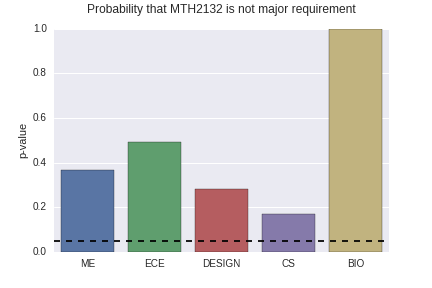 Probability that MTH2132 is not major requirement
1.0
0.8
0.6
0.4
0.2
0.0
p-value
ME ECE DESIGN CS BIO